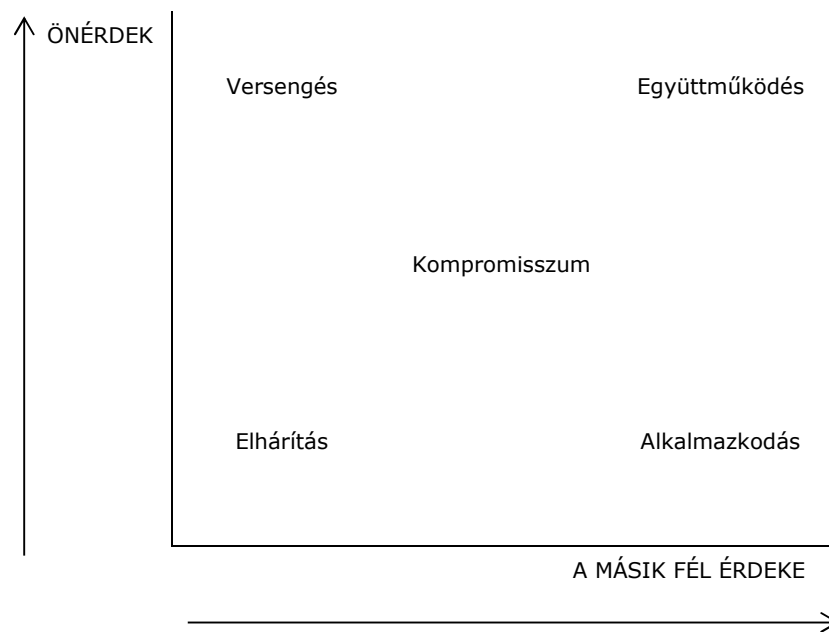 ÖNÉRDEK
Versengés
Együttműködés
Kompromisszum
Elhárítás
Alkalmazkodás
A MÁSIK FÉL ÉRDEKE